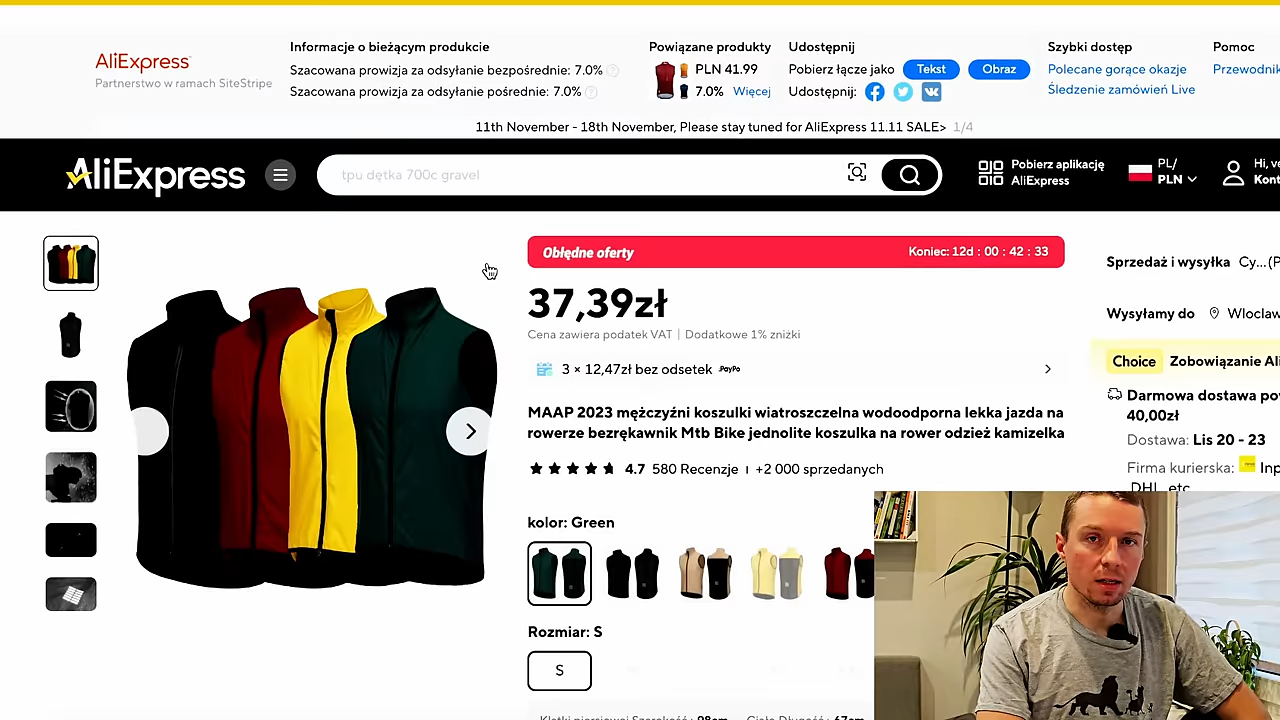 AliExpress
Partnerstwo w ramach SiteStripe
Informacje o bieżącym produkcie
Szacowana prowizja za odsyłanie bezpośrednie: 7.0%
Szacowana prowizja za odsyłanie pośrednie: 7.0%
Powiązane produkty
PLN 41.99
7.0% Więcej
Udostępnij
Pobierz łącze jako Tekst Obraz
Udostępnij:
Szybki dostęp
Polecane gorące okazje
Śledzenie zamówień Live
Pomoc
Przewodnik
11th November - 18th November, Please stay tuned for AliExpress 11.11 SALE> 1/4
AliExpress
tpu dętka 700c gravel
Pobierz aplikację
AliExpress
PL/
PLN
Hi, ve
Kont
Obłędne oferty
Koniec: 12d : 00 : 42 : 33
37,39zł
Cena zawiera podatek VAT | Dodatkowe 1% zniżki
3 × 12,47zł bez odsetek PayPo
MAAP 2023 mężczyźni koszulki wiatroszczelna wodoodporna lekka jazda na
rowerze bezrękawnik Mtb Bike jednolite koszulka na rower odzież kamizelka
4.7 580 Recenzje | +2 000 sprzedanych
kolor: Green
Rozmiar: S
S
Klatki piersiowej Szerokość: 98cm Ciała Długość: 67cm
Sprzedaż i wysyłka Cy...(P
Wysyłamy do Wloclaw
Choice Zobowiązanie Ali
Darmowa dostawa po
40,00zł
Dostawa: Lis 20 - 23
Firma kurierska: Inp
DHL, etc